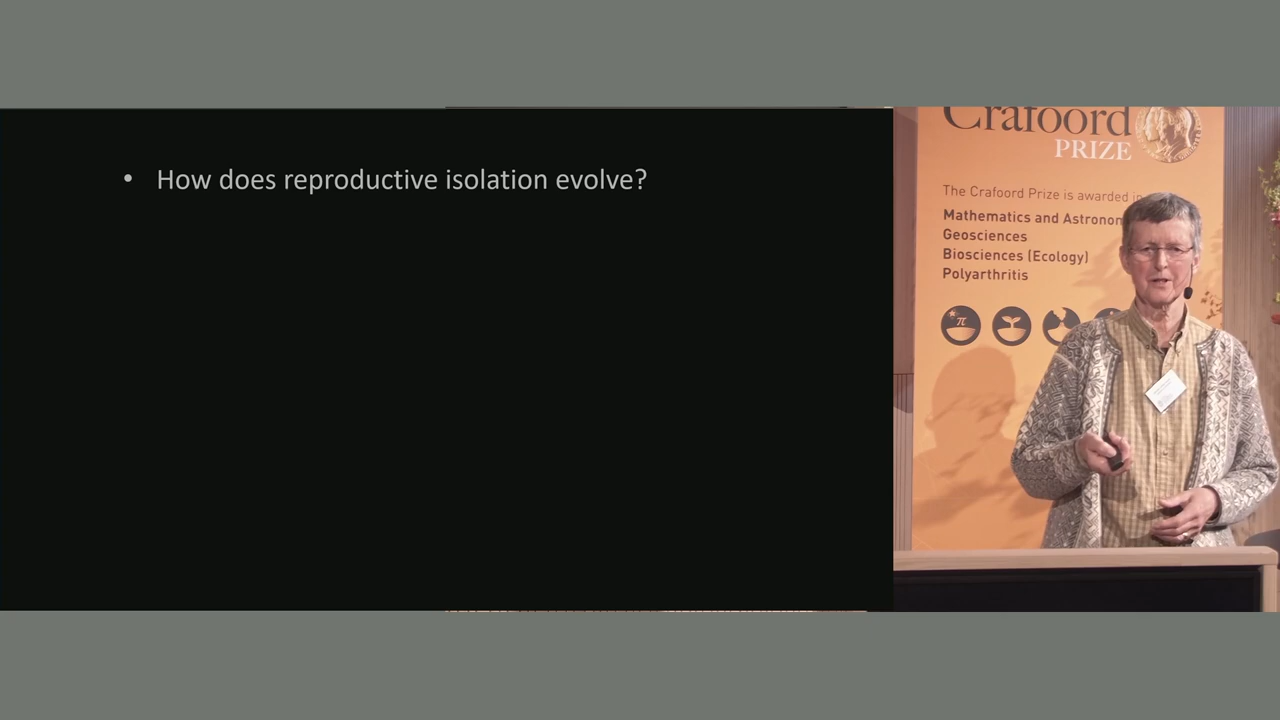 • How does reproductive isolation evolve?
Crafoord
PRIZE
The Crafoord Prize is awarded in
Mathematics and Astronom
Geosciences
Biosciences (Ecology)
Polyarthritis
π